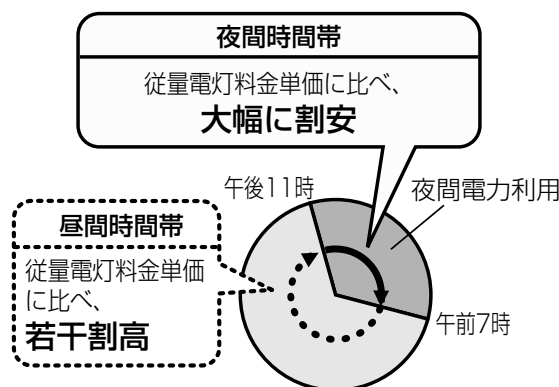 夜間時間帯
従量電灯料金単価に比べ、
大幅に割安
午後11時
夜間電力利用
昼間時間帯
従量電灯料金単価
に比べ、
若干割高
午前7時